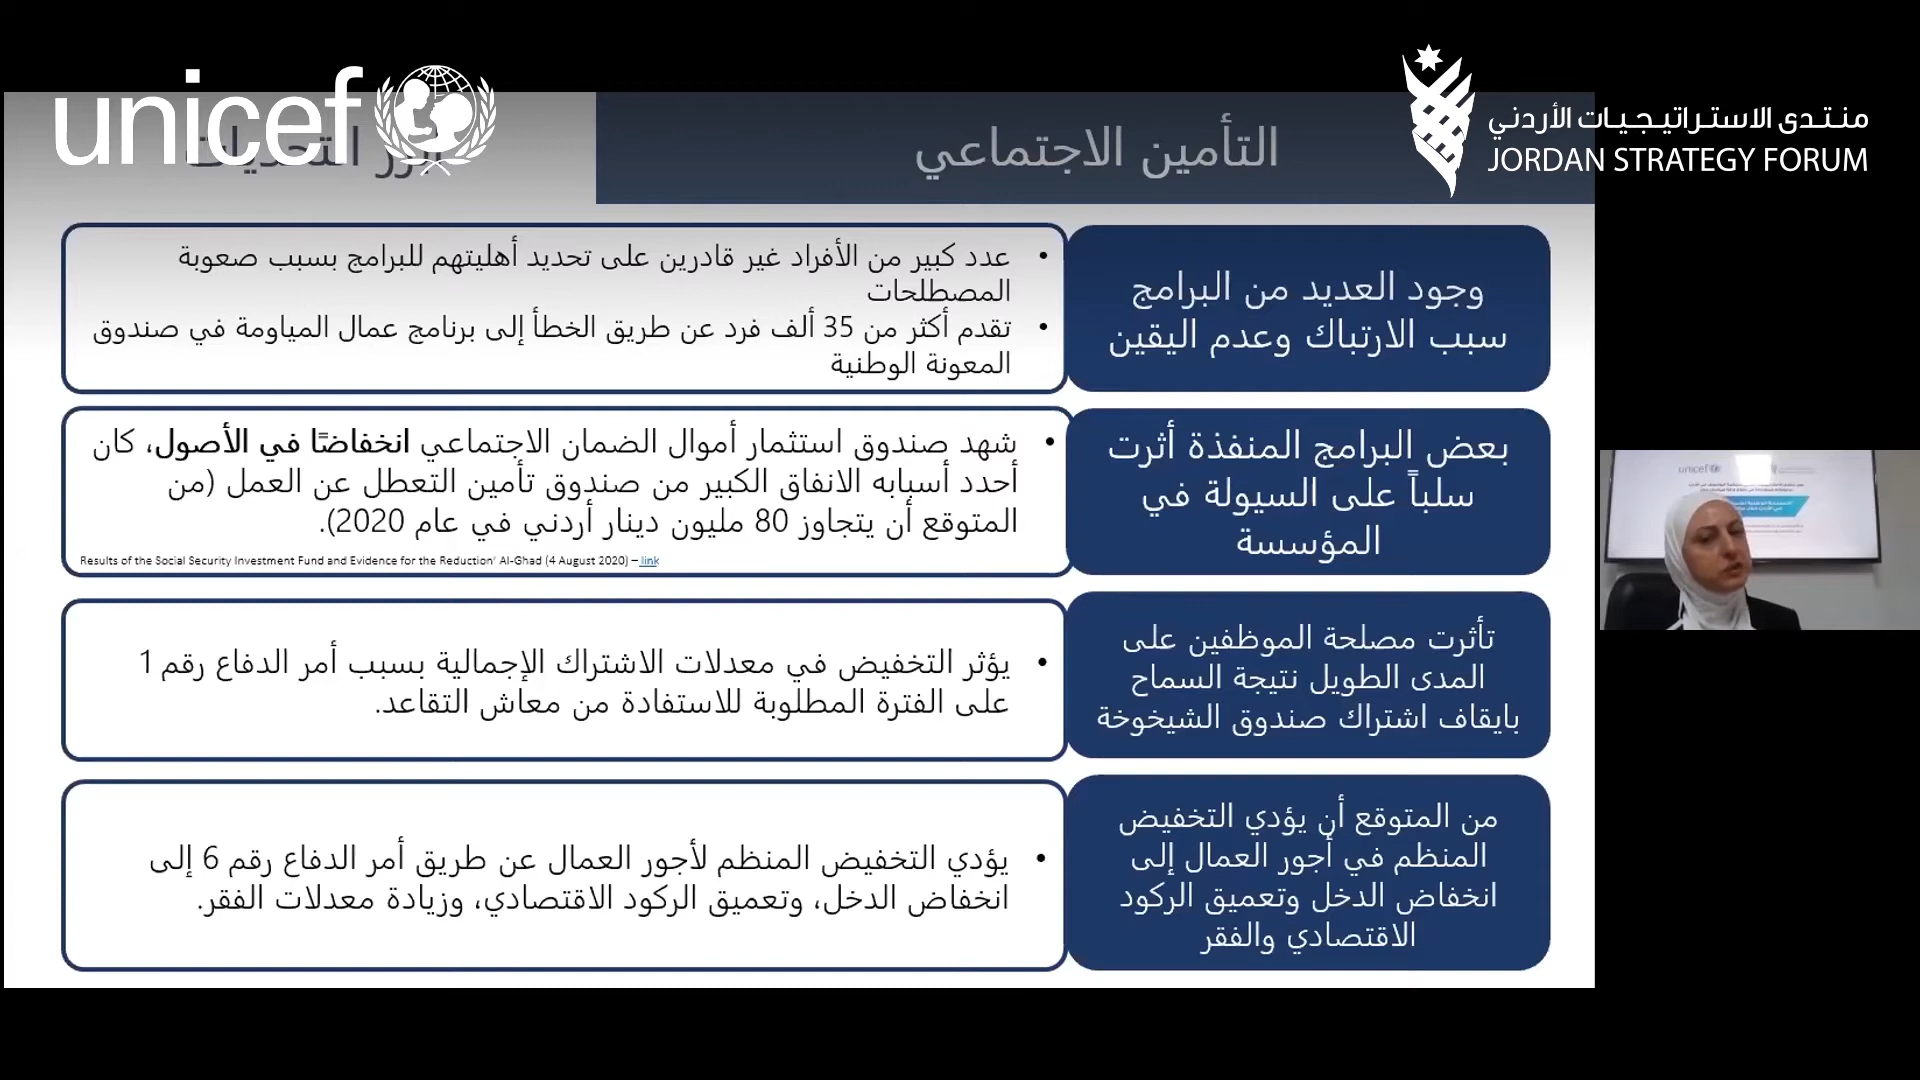 unicef
منتدى الاستراتيجيات الأردني
JORDAN STRATEGY FORUM
التأمين الاجتماعي
التحديات
وجود العديد من البرامج
سبب الارتباك وعدم اليقين
• عدد كبير من الأفراد غير قادرين على تحديد أهليتهم للبرامج بسبب صعوبة
المصطلحات
• تقدم أكثر من 35 ألف فرد عن طريق الخطأ إلى برنامج عمال المياومة في صندوق
المعونة الوطنية
بعض البرامج المنفذة أثرت
سلباً على السيولة في
المؤسسة
• شهد صندوق استثمار أموال الضمان الاجتماعي انخفاضًا في الأصول، كان
أحدد أسبابه الانفاق الكبير من صندوق تأمين التعطل عن العمل (من
المتوقع أن يتجاوز 80 مليون دينار أردني في عام 2020).
Results of the Social Security Investment Fund and Evidence for the Reduction' Al-Ghad (4 August 2020) – link
تأثرت مصلحة الموظفين على
المدى الطويل نتيجة السماح
بايقاف اشتراك صندوق الشيخوخة
• يؤثر التخفيض في معدلات الاشتراك الإجمالية بسبب أمر الدفاع رقم 1
على الفترة المطلوبة للاستفادة من معاش التقاعد.
من المتوقع أن يؤدي التخفيض
المنظم في أجور العمال إلى
انخفاض الدخل وتعميق الركود
الاقتصادي والفقر
• يؤدي التخفيض المنظم لأجور العمال عن طريق أمر الدفاع رقم 6 إلى
انخفاض الدخل، وتعميق الركود الاقتصادي، وزيادة معدلات الفقر.
unicef